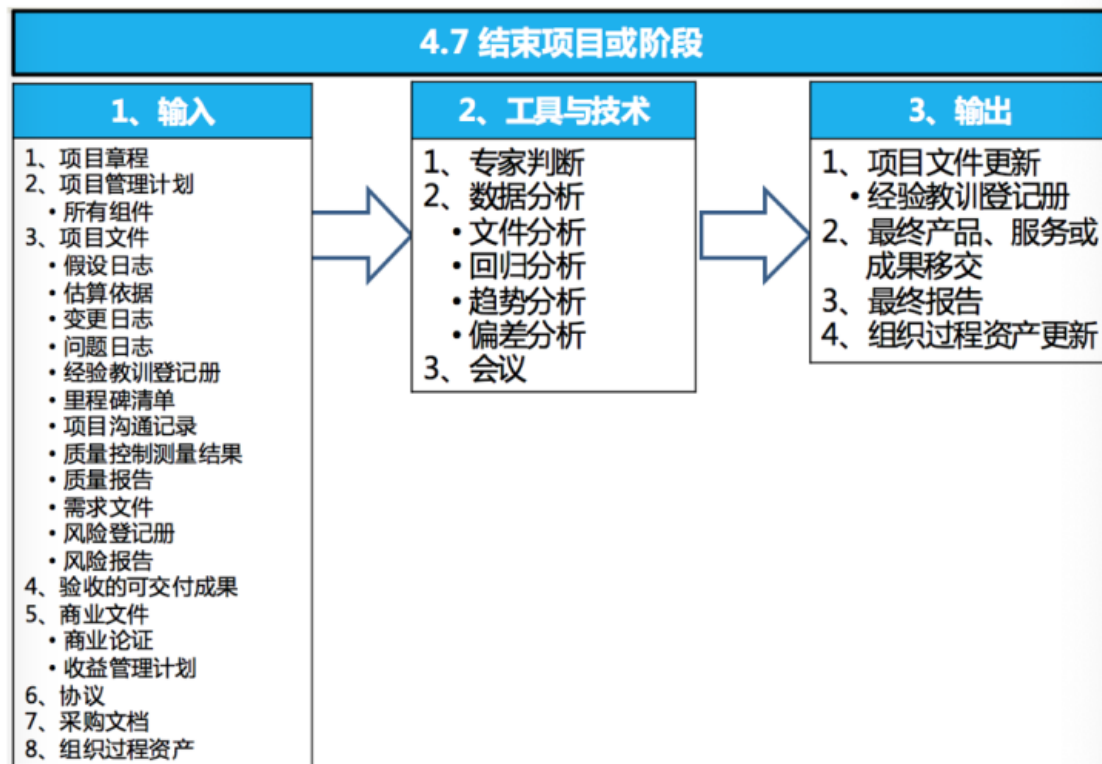 4.7 结束项目或阶段
1、输入
1、项目章程
2、项目管理计划
•所有组件
3、项目文件
•假设日志
•估算依据
•变更日志
•问题日志
•经验教训登记册
•里程碑清单
•项目沟通记录
•质量控制测量结果
•质量报告
•需求文件
•风险登记册
•风险报告
4、验收的可交付成果
5、商业文件
•商业论证
•收益管理计划
6、协议
7、采购文档
8、组织过程资产
2、工具与技术
1、专家判断
2、数据分析
•文件分析
•回归分析
•趋势分析
•偏差分析
3、会议
3、输出
1、项目文件更新
•经验教训登记册
2、最终产品、服务或
成果移交
3、最终报告
4、组织过程资产更新